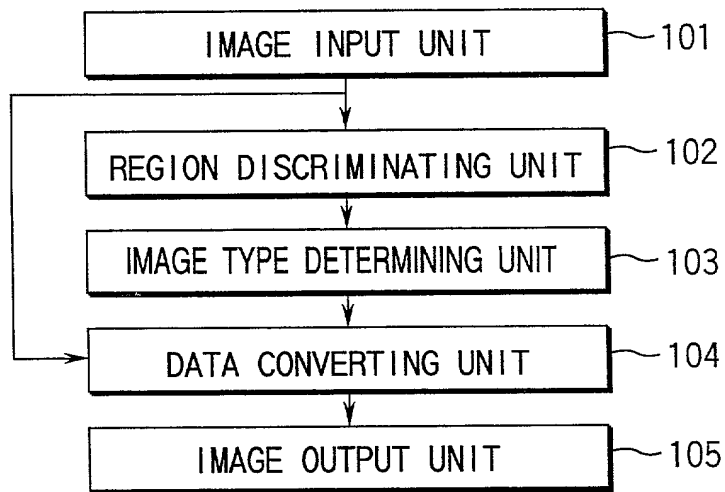 IMAGE INPUT UNIT 101
REGION DISCRIMINATING UNIT 102
IMAGE TYPE DETERMINING UNIT 103
DATA CONVERTING UNIT 104
IMAGE OUTPUT UNIT 105